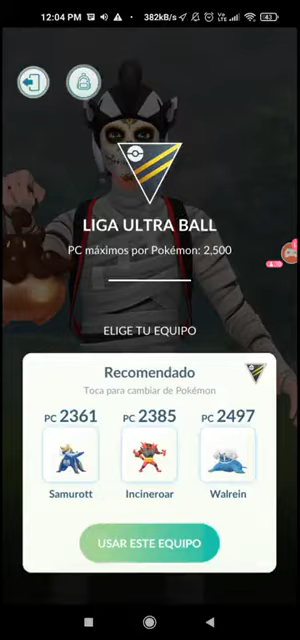 12:04 PM
382kB/s
43
LIGA ULTRA BALL
PC máximos por Pokémon: 2,500
ELIGE TU EQUIPO
Recomendado
Toca para cambiar de Pokémon
PC 2361 PC 2385 PC 2497
Samurott Incineroar Walrein
USAR ESTE EQUIPO